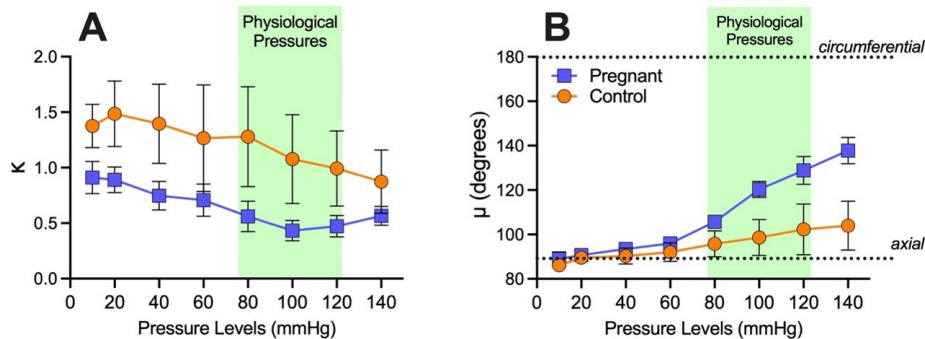 A
Physiological
Pressures
2.0
1.5
1.0
0.5
0.0
K
0 20 40 60 80 100 120 140
Pressure Levels (mmHg)
B
Physiological
Pressures
circumferential
Pregnant
Control
180
160
140
120
100
80
μ (degrees)
axial
0 20 40 60 80 100 120 140
Pressure Levels (mmHg)